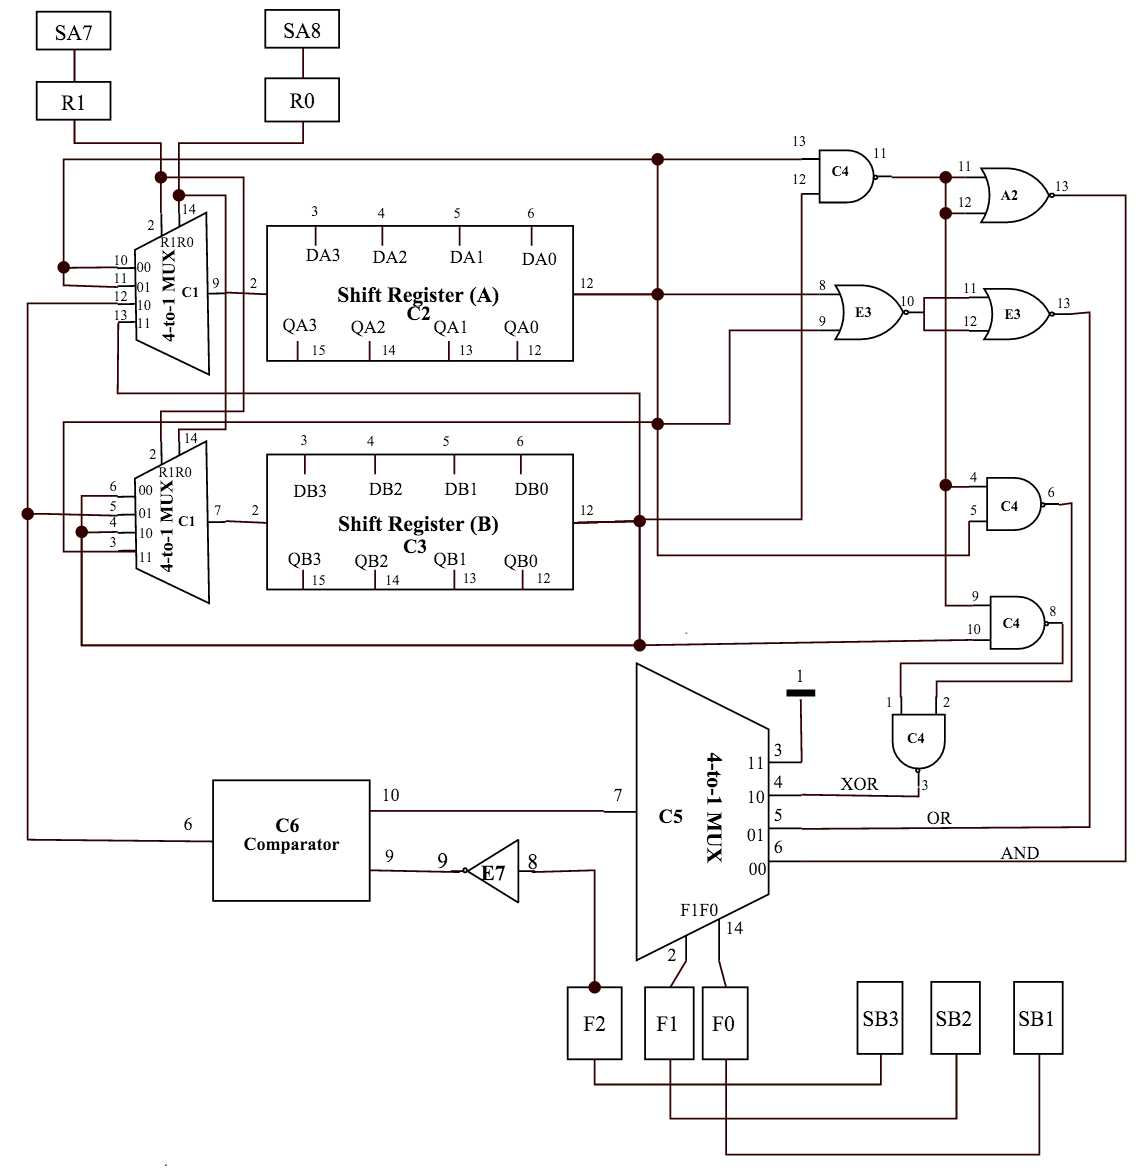 SA7 SA8
R1 R0
13 11
12 C4 11 13
12 A2
2 14
R1R0
3 4 5 6
DA3 DA2 DA1 DA0
10 00
11 01
12 10
13 11
4-to-1 MUX
C1 9 2
Shift Register (A)
C2
12
QA3 QA2 QA1 QA0
15 14 13 12
8 10 11 13
9 E3 12 E3
2 14
R1R0
3 4 5 6
DB3 DB2 DB1 DB0
6 00
5 01
4 10
3 11
4-to-1 MUX
C1 7 2
Shift Register (B)
C3
12
QB3 QB2 QB1 QB0
15 14 13 12
4 6
5 C4
9 8
10 C4
1 2
C4
3
1
3
11
4
10 XOR
5
01 OR
6
00 AND
4-to-1 MUX
C5
7
F1F0
2 14
6 C6 10
Comparator
9 9 E7 8
F2 F1 F0 SB3 SB2 SB1